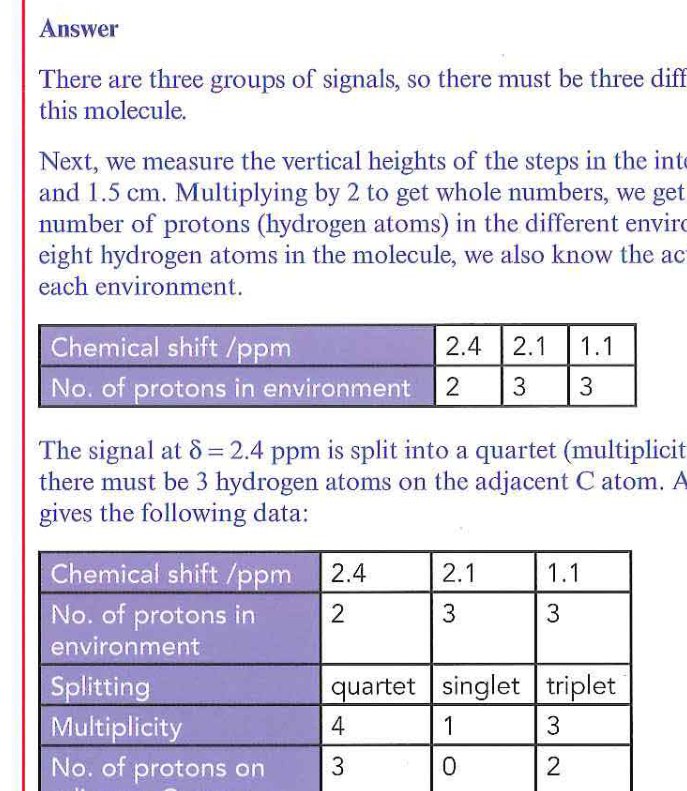 Answer
There are three groups of signals, so there must be three diff
this molecule.
Next, we measure the vertical heights of the steps in the inte
and 1.5 cm. Multiplying by 2 to get whole numbers, we get
number of protons (hydrogen atoms) in the different enviro
eight hydrogen atoms in the molecule, we also know the ac
each environment.
Chemical shift /ppm 2.4 2.1 1.1
No. of protons in environment 2 3 3
The signal at δ = 2.4 ppm is split into a quartet (multiplicit
there must be 3 hydrogen atoms on the adjacent C atom. A
gives the following data:
Chemical shift /ppm 2.4 2.1 1.1
No. of protons in 2 3 3
environment
Splitting quartet singlet triplet
Multiplicity 4 1 3
No. of protons on 3 0 2